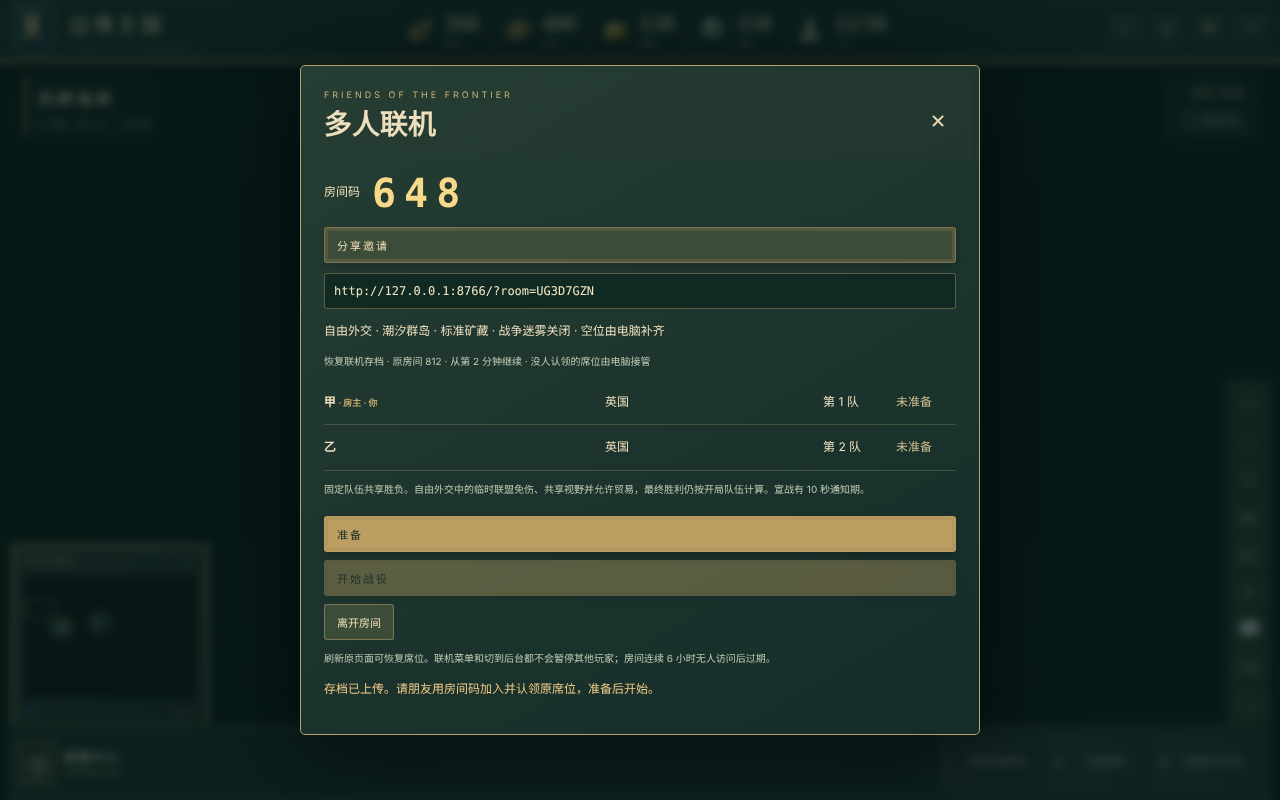 FRIENDS OF THE FRONTIER
多人联机
✕
房间码 648
分享邀请
http://127.0.0.1:8766/?room=UG3D7GZN
自由外交 · 潮汐群岛 · 标准矿藏 · 战争迷雾关闭 · 空位由电脑补齐
恢复联机存档 · 原房间 812 · 从第 2 分钟继续 · 没人认领的席位由电脑接管
甲 · 房主 · 你 英国 第 1 队 未准备
乙 英国 第 2 队 未准备
固定队伍共享胜负。自由外交中的临时联盟免伤、共享视野并允许贸易，最终胜利仍按开局队伍计算。宣战有 10 秒通知期。
准备
开始战役
离开房间
刷新原页面可恢复席位。联机菜单和切到后台都不会暂停其他玩家；房间连续 6 小时无人访问后过期。
存档已上传。请朋友用房间码加入并认领原席位，准备后开始。